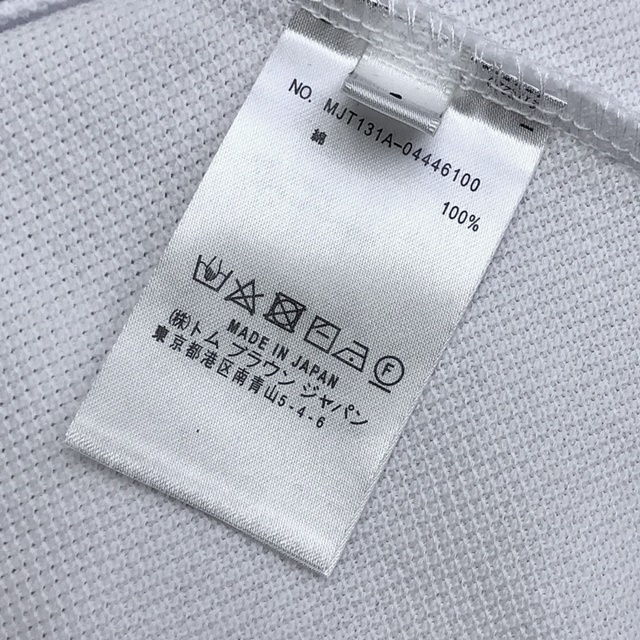 NO. MJT131A-04446100
綿 100%
MADE IN JAPAN
(株)トム ブラウン ジャパン
東京都港区南青山5-4-6